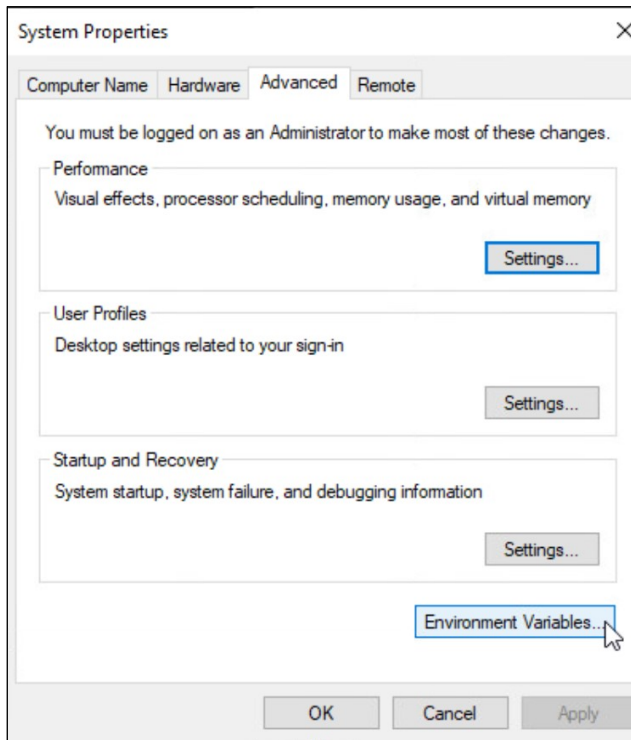 System Properties
Computer Name Hardware Advanced Remote
You must be logged on as an Administrator to make most of these changes.
Performance
Visual effects, processor scheduling, memory usage, and virtual memory
Settings...
User Profiles
Desktop settings related to your sign-in
Settings...
Startup and Recovery
System startup, system failure, and debugging information
Settings...
Environment Variables...
OK Cancel Apply